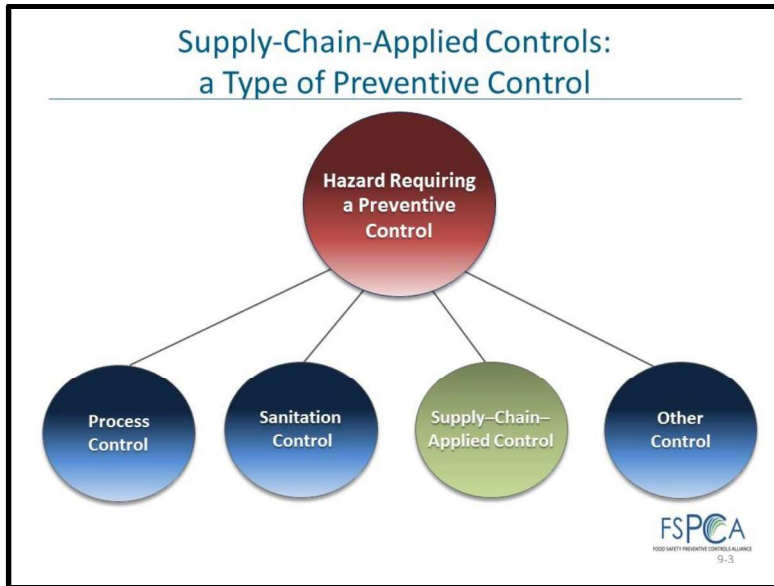 Supply-Chain-Applied Controls:
a Type of Preventive Control
Hazard Requiring
a Preventive
Control
Process
Control
Sanitation
Control
Supply–Chain–
Applied Control
Other
Control
FSPCA
FOOD SAFETY PREVENTIVE CONTROLS ALLIANCE
9-3